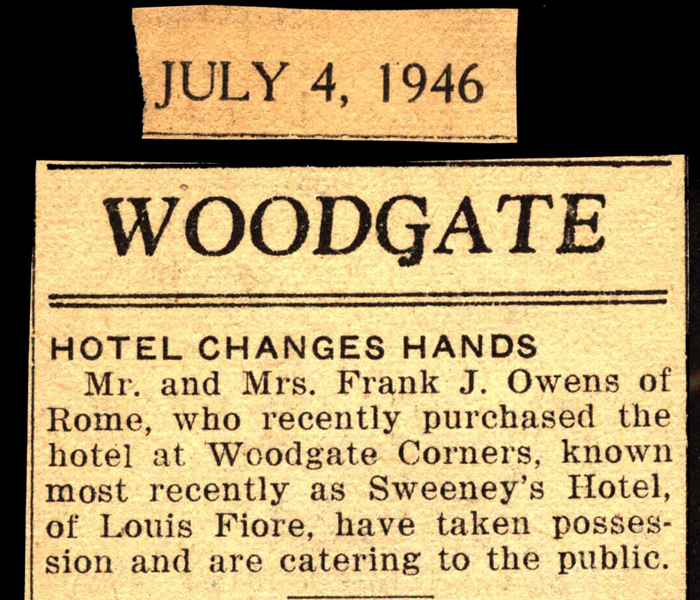 JULY 4, 1946
WOODGATE
HOTEL CHANGES HANDS
Mr. and Mrs. Frank J. Owens of
Rome, who recently purchased the
hotel at Woodgate Corners, known
most recently as Sweeney's Hotel,
of Louis Fiore, have taken posses-
sion and are catering to the public.